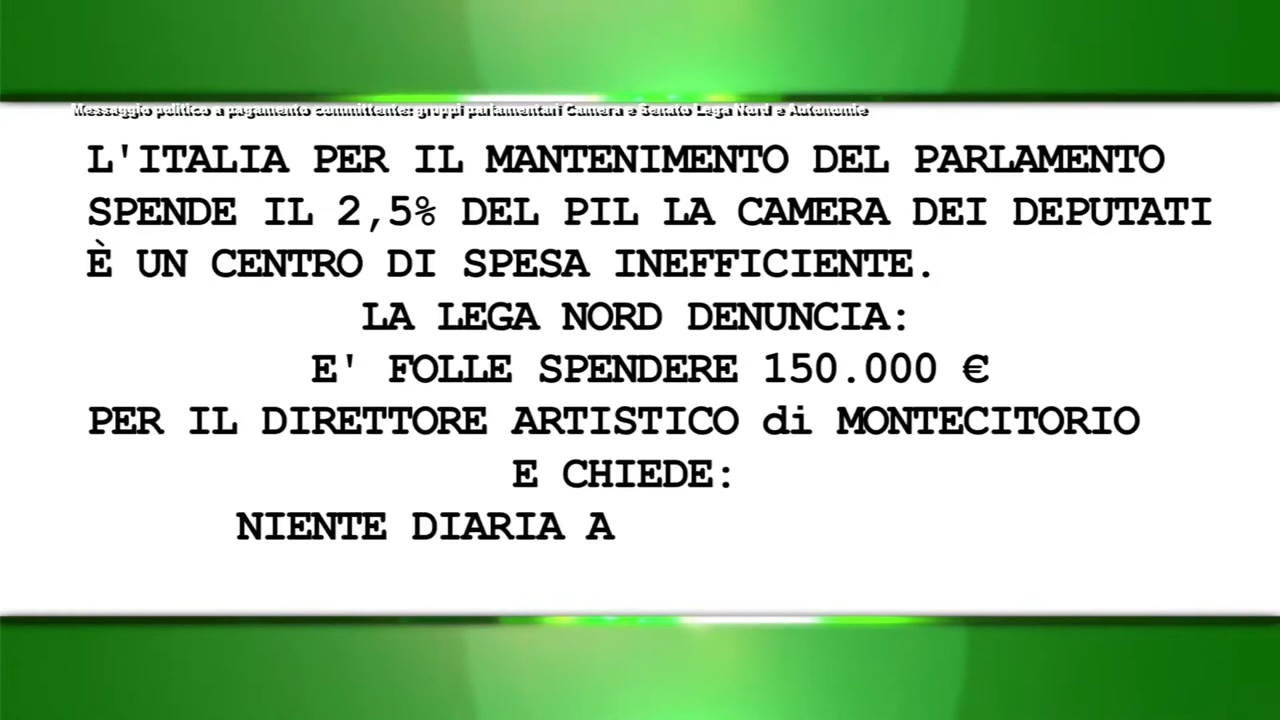 Messaggio politico a pagamento committente: gruppi parlamentari Camera e Senato Lega Nord e Autonomie
L'ITALIA PER IL MANTENIMENTO DEL PARLAMENTO
SPENDE IL 2,5% DEL PIL LA CAMERA DEI DEPUTATI
È UN CENTRO DI SPESA INEFFICIENTE.
LA LEGA NORD DENUNCIA:
E' FOLLE SPENDERE 150.000 €
PER IL DIRETTORE ARTISTICO di MONTECITORIO
E CHIEDE:
NIENTE DIARIA A